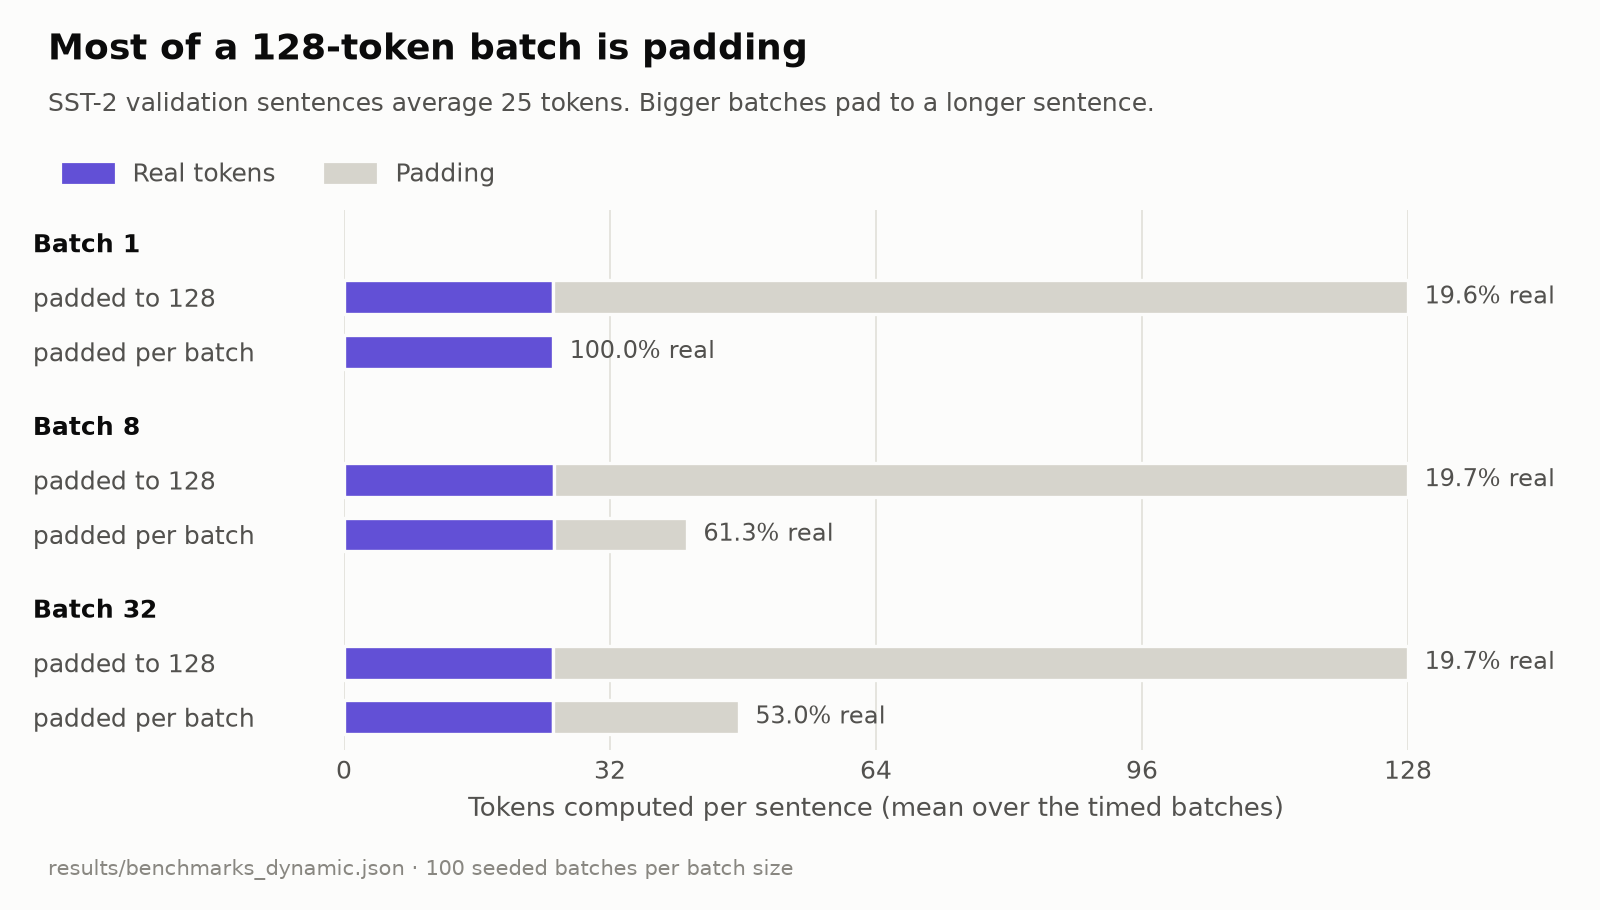 Most of a 128-token batch is padding
SST-2 validation sentences average 25 tokens. Bigger batches pad to a longer sentence.
Real tokens
Padding
Batch 1
padded to 128
19.6% real
padded per batch
100.0% real
Batch 8
padded to 128
19.7% real
padded per batch
61.3% real
Batch 32
padded to 128
19.7% real
padded per batch
53.0% real
0 32 64 96 128
Tokens computed per sentence (mean over the timed batches)
results/benchmarks_dynamic.json · 100 seeded batches per batch size